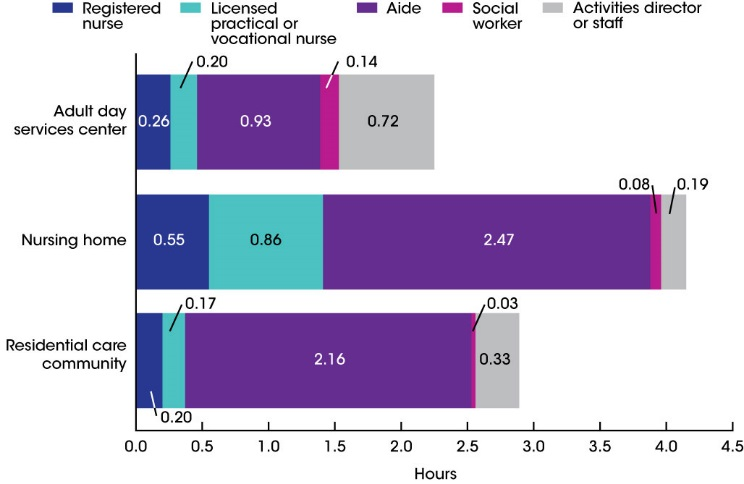 Registered nurse
Licensed practical or vocational nurse
Aide
Social worker
Activities director or staff
Adult day services center
0.26
0.20
0.93
0.14
0.72
Nursing home
0.55
0.86
2.47
0.08
0.19
Residential care community
0.20
0.17
2.16
0.03
0.33
0.0 0.5 1.0 1.5 2.0 2.5 3.0 3.5 4.0 4.5
Hours